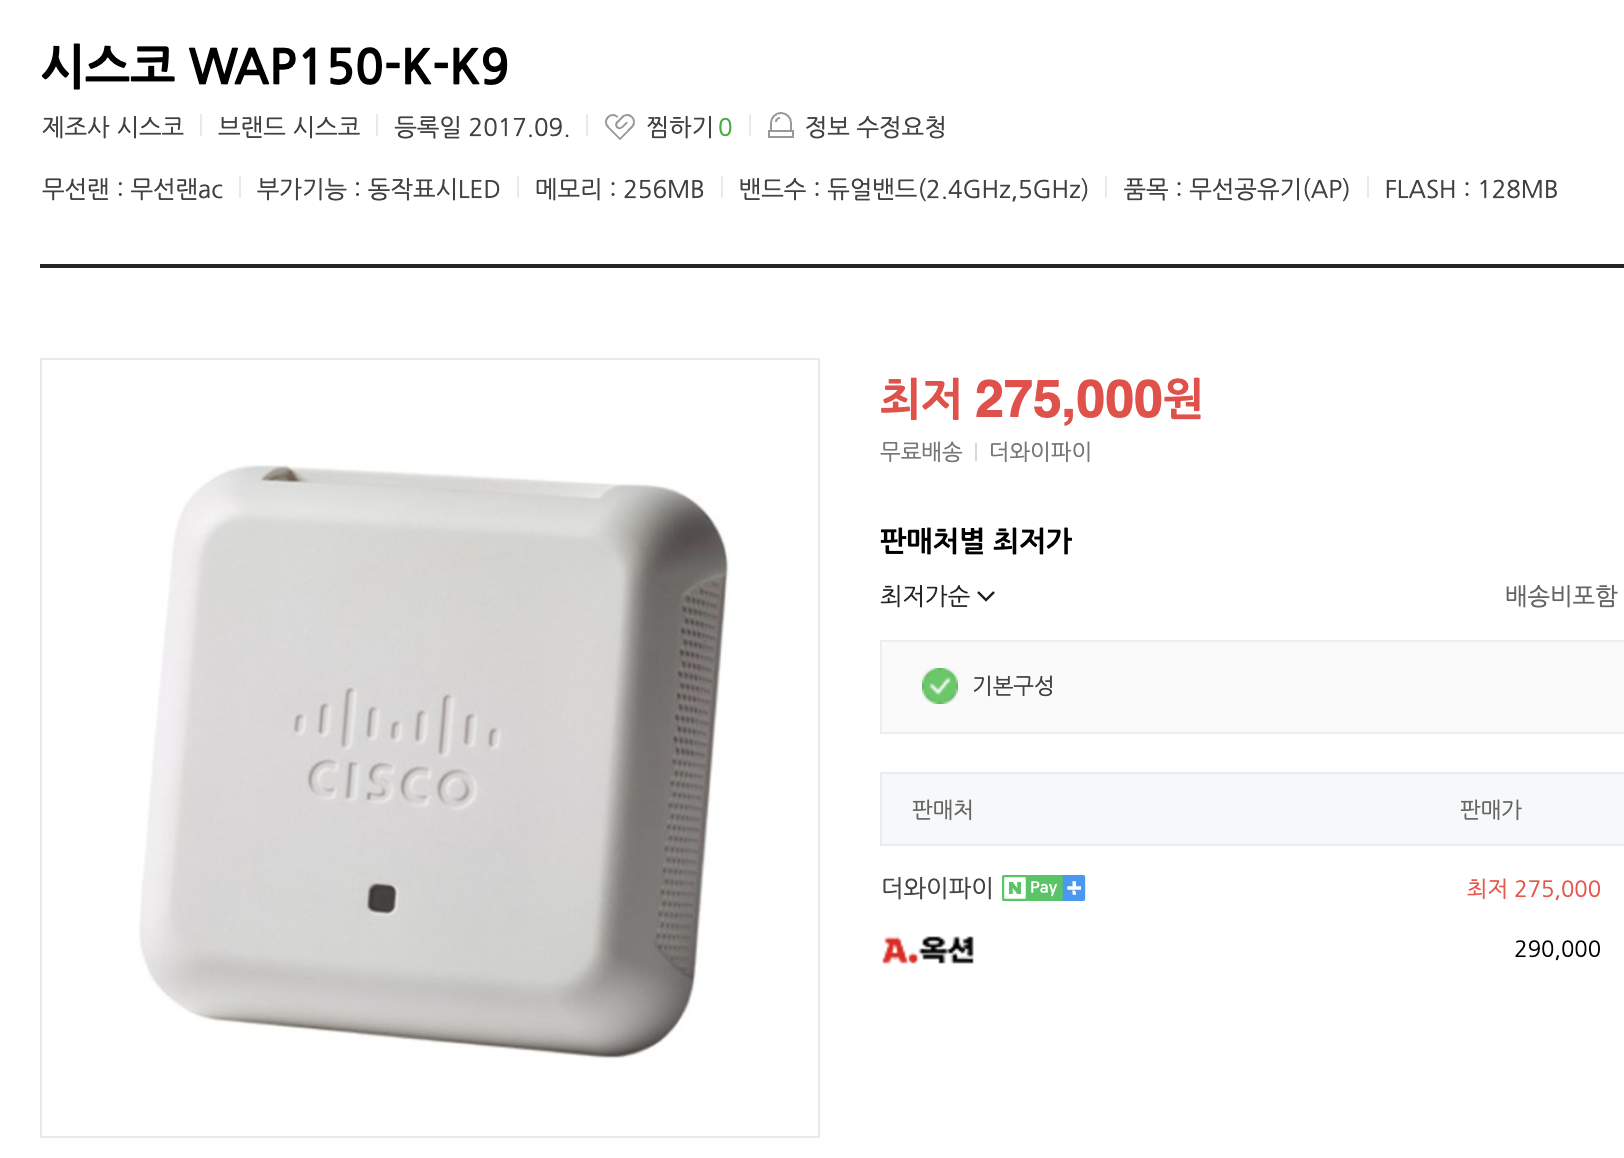 시스코 WAP150-K-K9
제조사 시스코 브랜드 시스코 등록일 2017.09. 찜하기 0 정보 수정요청
무선랜 : 무선랜ac 부가기능 : 동작표시LED 메모리 : 256MB 밴드수 : 듀얼밴드(2.4GHz,5GHz) 품목 : 무선공유기(AP) FLASH : 128MB
CISCO
최저 275,000원
무료배송 더와이파이
판매처별 최저가
최저가순 배송비포함
기본구성
판매처 판매가
더와이파이 N Pay + 최저 275,000
A.옥션 290,000